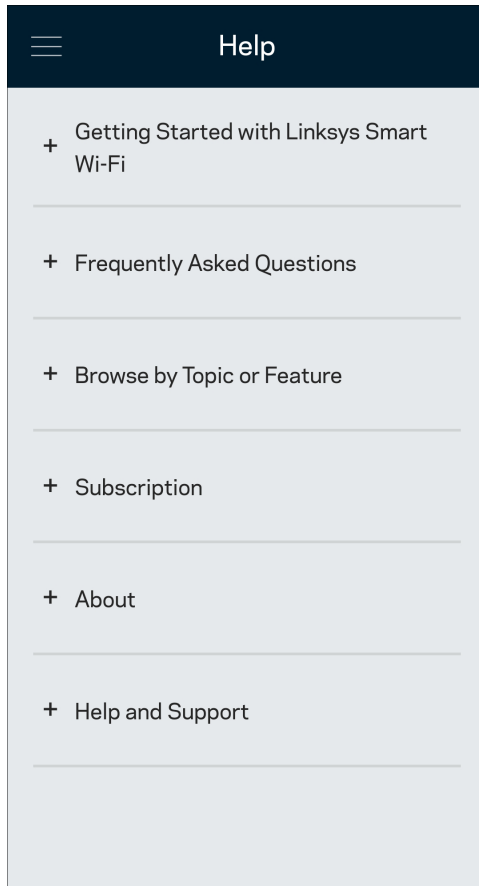 Help
Getting Started with Linksys Smart
Wi-Fi
Frequently Asked Questions
Browse by Topic or Feature
Subscription
About
Help and Support